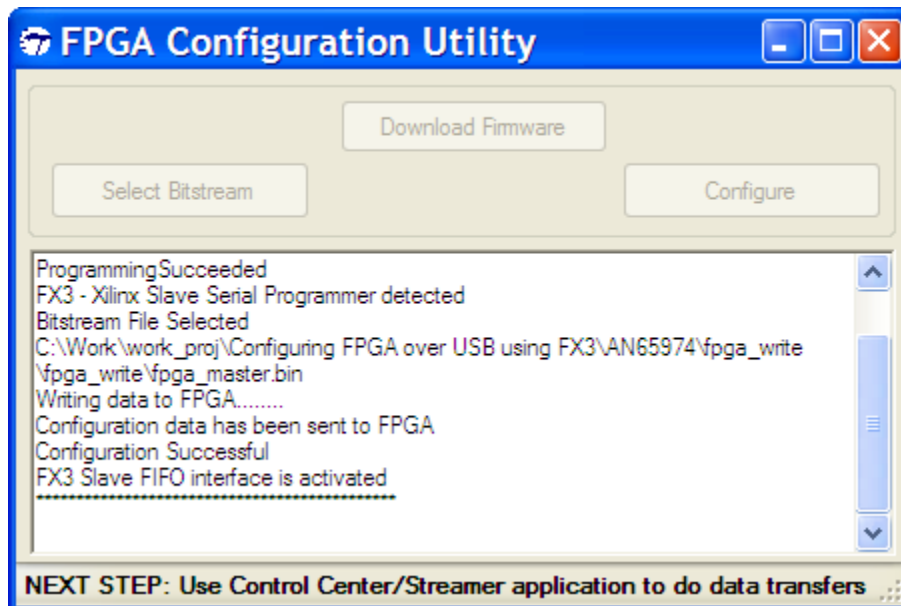 FPGA Configuration Utility
Download Firmware
Select Bitstream
Configure
ProgrammingSucceeded
FX3 - Xilinx Slave Serial Programmer detected
Bitstream File Selected
C:\Work\work_proj\Configuring FPGA over USB using FX3\AN65974\fpga_write
\fpga_write\fpga_master.bin
Writing data to FPGA........
Configuration data has been sent to FPGA
Configuration Successful
FX3 Slave FIFO interface is activated
************************************************
NEXT STEP: Use Control Center/Streamer application to do data transfers